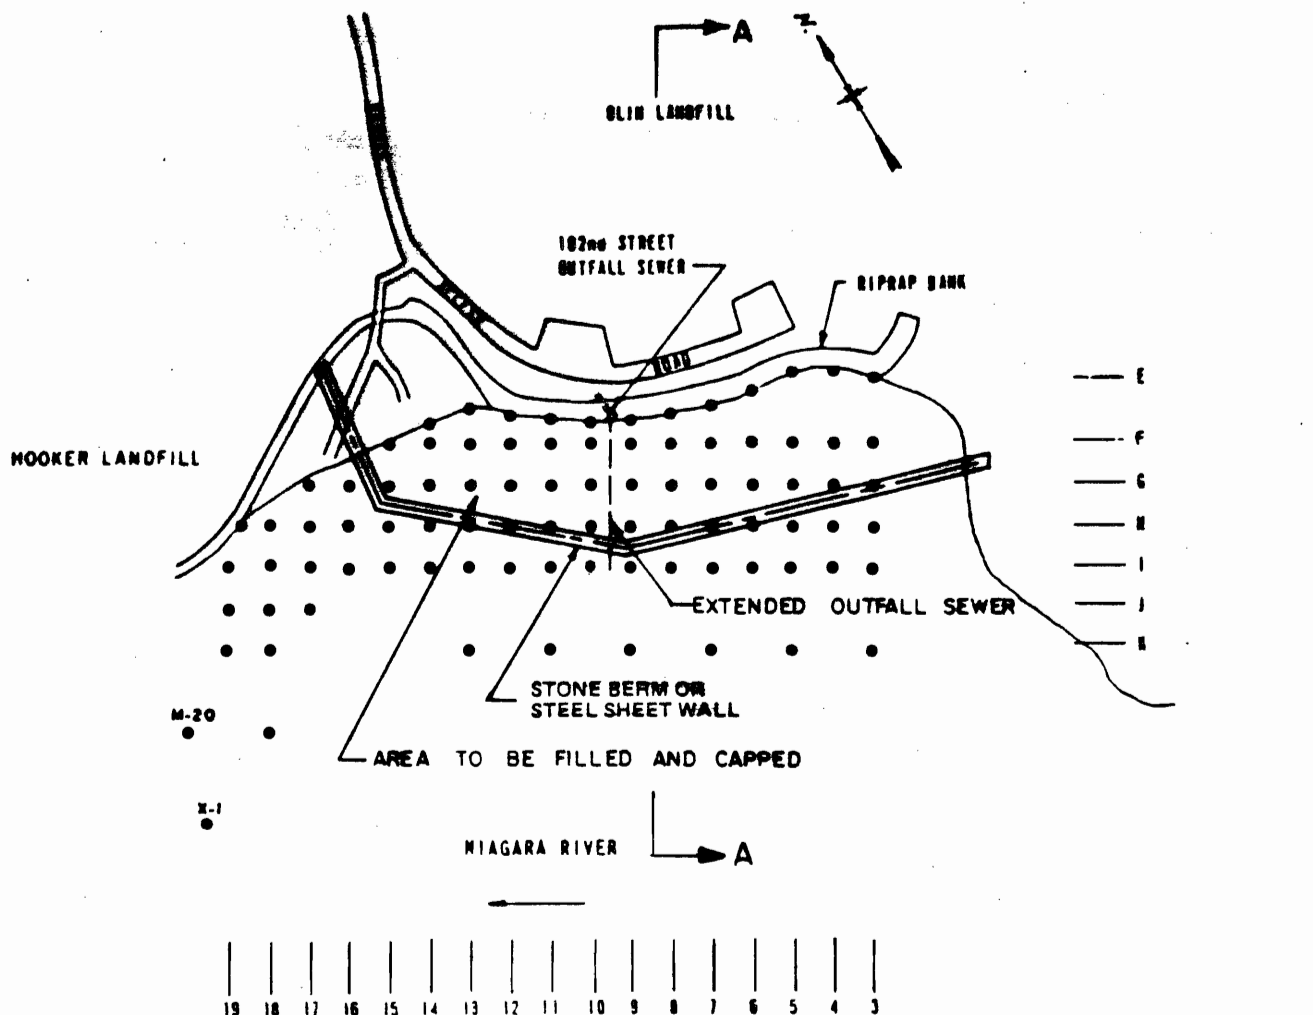 A
N
OLIN LANDFILL
102nd STREET
OUTFALL SEWER
RIPRAP BANK
ROAD
E
F
HOOKER LANDFILL
G
H
I
EXTENDED OUTFALL SEWER
J
K
STONE BERM OR
STEEL SHEET WALL
M-20
AREA TO BE FILLED AND CAPPED
X-1
NIAGARA RIVER
A
19 18 17 16 15 14 13 12 11 10 9 8 7 6 5 4 3